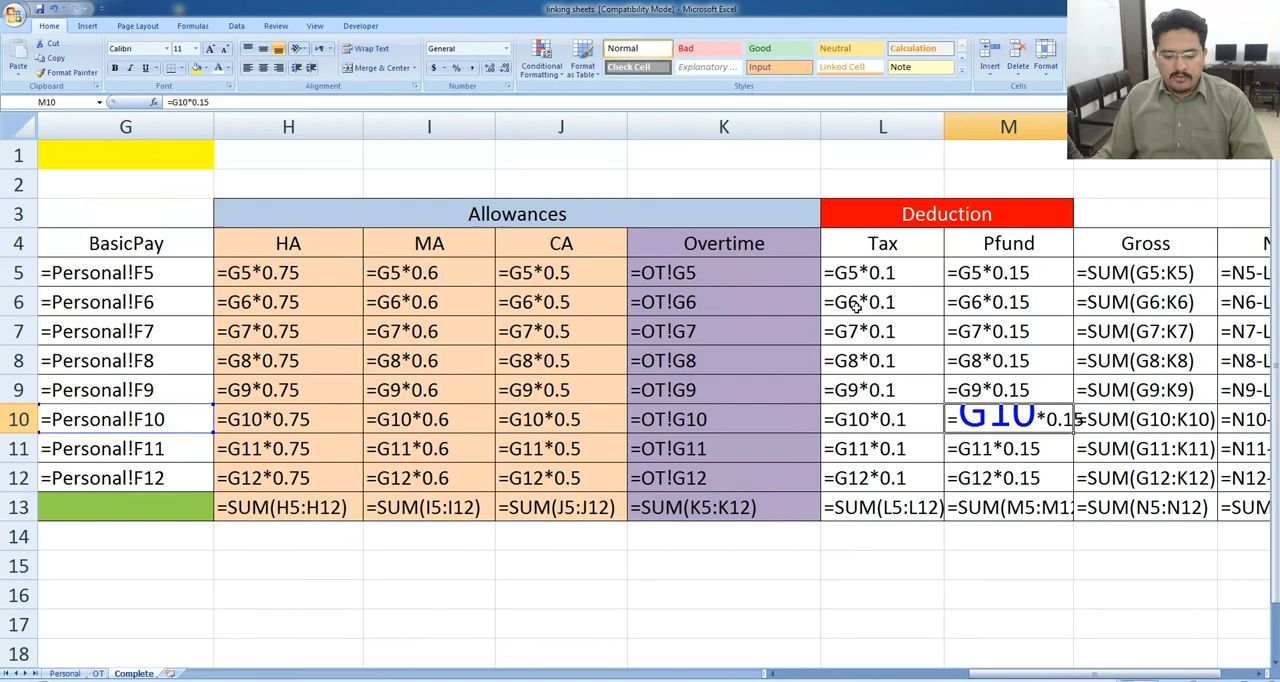 linking sheets [Compatibility Mode] - Microsoft Excel
Home Insert Page Layout Formulas Data Review View Developer
Cut
Copy
Format Painter
Paste
Clipboard
Calibri 11
B I U
Font
Wrap Text
Merge & Center
Alignment
General
$ % ,
Number
Conditional Formatting
Format as Table
Normal Bad Good Neutral Calculation
Check Cell Explanatory ... Input Linked Cell Note
Styles
Insert Delete Format
Cells
M10 fx =G10*0.15
G H I J K L M
1
2
3 Allowances Deduction
4 BasicPay HA MA CA Overtime Tax Pfund Gross N
5 =Personal!F5 =G5*0.75 =G5*0.6 =G5*0.5 =OT!G5 =G5*0.1 =G5*0.15 =SUM(G5:K5) =N5-L
6 =Personal!F6 =G6*0.75 =G6*0.6 =G6*0.5 =OT!G6 =G6*0.1 =G6*0.15 =SUM(G6:K6) =N6-L
7 =Personal!F7 =G7*0.75 =G7*0.6 =G7*0.5 =OT!G7 =G7*0.1 =G7*0.15 =SUM(G7:K7) =N7-L
8 =Personal!F8 =G8*0.75 =G8*0.6 =G8*0.5 =OT!G8 =G8*0.1 =G8*0.15 =SUM(G8:K8) =N8-L
9 =Personal!F9 =G9*0.75 =G9*0.6 =G9*0.5 =OT!G9 =G9*0.1 =G9*0.15 =SUM(G9:K9) =N9-L
10 =Personal!F10 =G10*0.75 =G10*0.6 =G10*0.5 =OT!G10 =G10*0.1 =G10*0.15 =SUM(G10:K10) =N10-
11 =Personal!F11 =G11*0.75 =G11*0.6 =G11*0.5 =OT!G11 =G11*0.1 =G11*0.15 =SUM(G11:K11) =N11-
12 =Personal!F12 =G12*0.75 =G12*0.6 =G12*0.5 =OT!G12 =G12*0.1 =G12*0.15 =SUM(G12:K12) =N12-
13 =SUM(H5:H12) =SUM(I5:I12) =SUM(J5:J12) =SUM(K5:K12) =SUM(L5:L12) =SUM(M5:M12 =SUM(N5:N12) =SUM(
14
15
16
17
18
Personal OT Complete